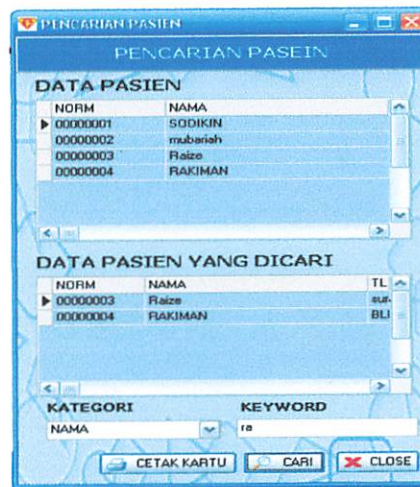 PENCARIAN PASIEN
PENCARIAN PASEIN
DATA PASIEN
NORM NAMA
00000001 SODIKIN
00000002 mubariah
00000003 Raize
00000004 RAKIMAN
DATA PASIEN YANG DICARI
NORM NAMA TL
00000003 Raize sur
00000004 RAKIMAN BLI
KATEGORI KEYWORD
NAMA ra
CETAK KARTU CARI CLOSE